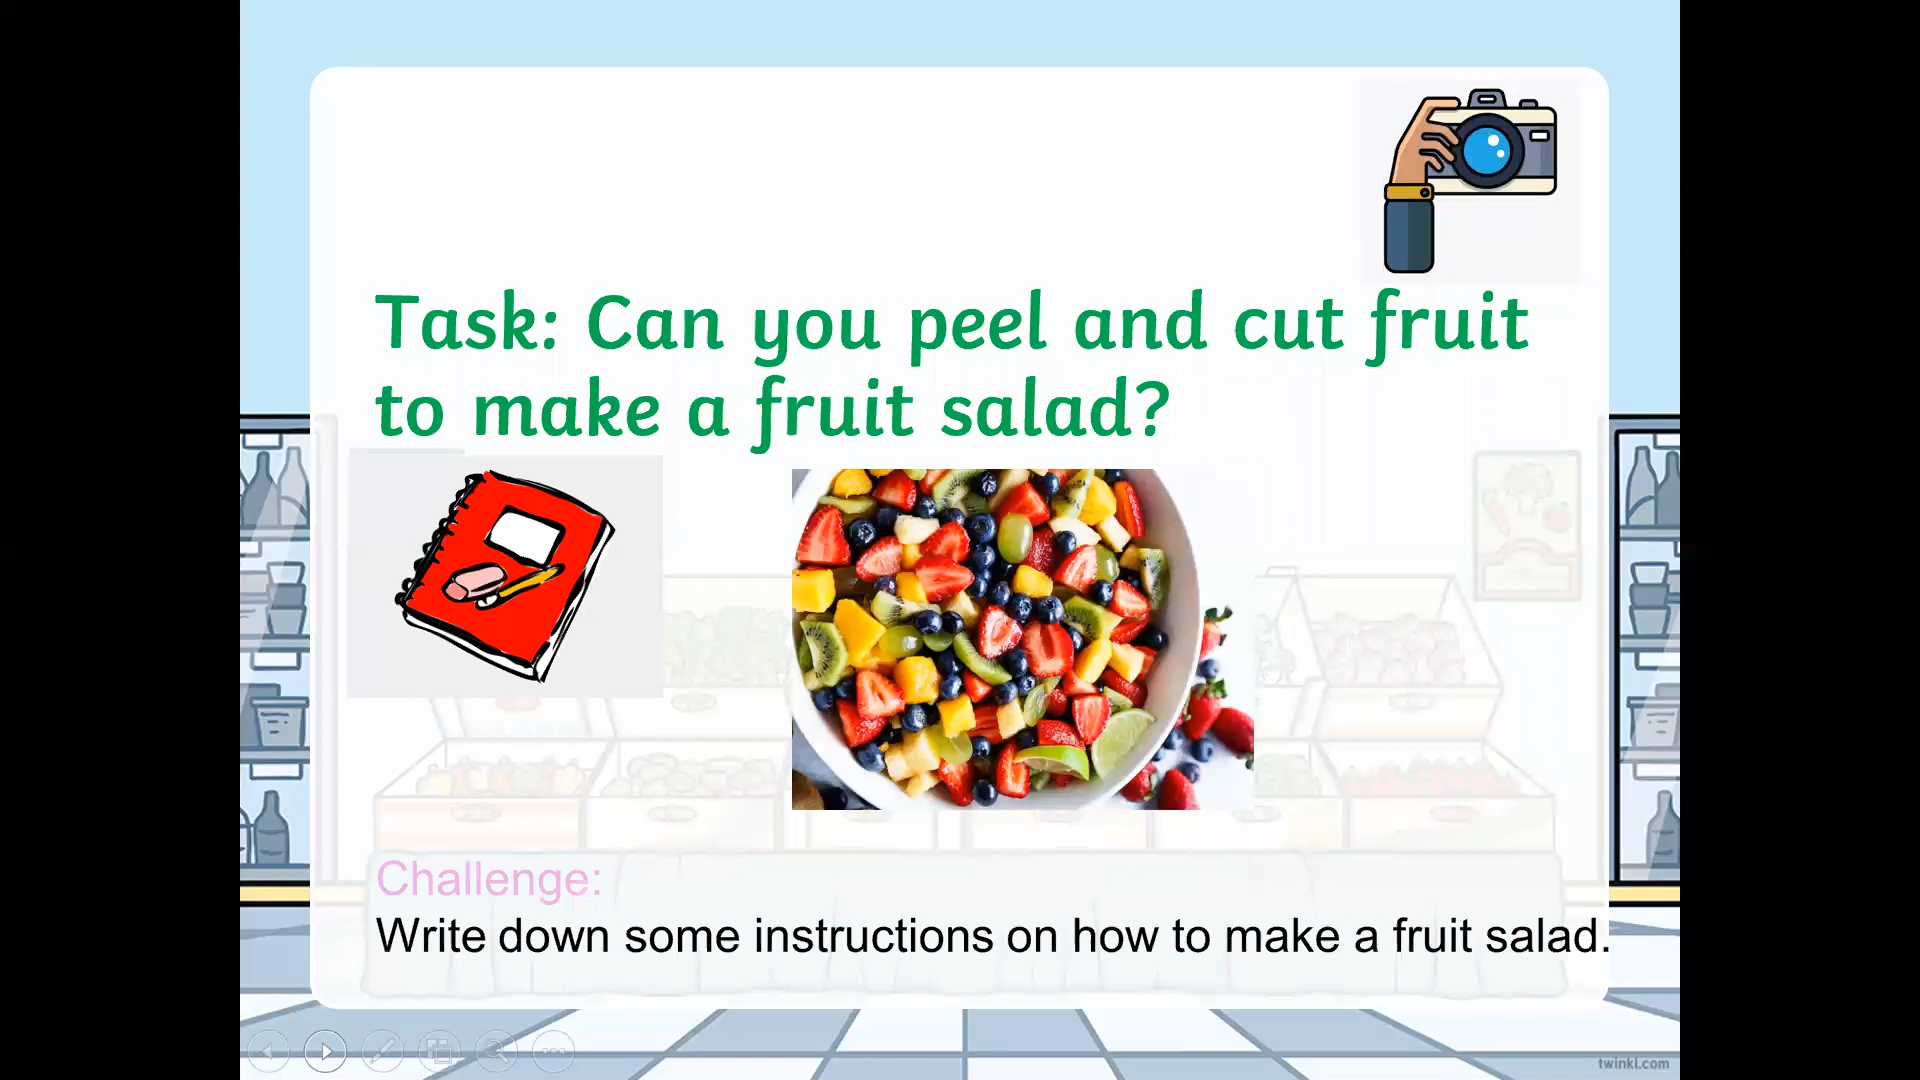 Task: Can you peel and cut fruit
to make a fruit salad?
Challenge:
Write down some instructions on how to make a fruit salad.
twinkl.com